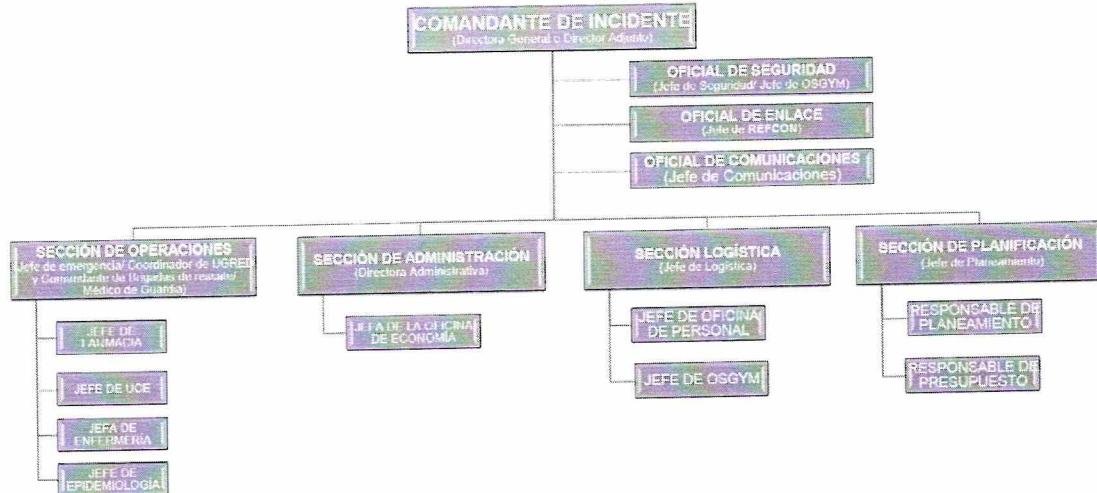 COMANDANTE DE INCIDENTE
(Directora General o Director Adjunto)
OFICIAL DE SEGURIDAD
(Jefe de Seguridad/ Jefe de OSGYM)
OFICIAL DE ENLACE
(Jefe de REFCON)
OFICIAL DE COMUNICACIONES
(Jefe de Comunicaciones)
SECCIÓN DE OPERACIONES
(Jefe de emergencia/ Coordinador de UGRED
y Comandante de Brigadas de rescate/
Médico de Guardia)
JEFE DE
FARMACIA
JEFE DE UCE
JEFA DE
ENFERMERÍA
JEFE DE
EPIDEMIOLOGÍA
SECCIÓN DE ADMINISTRACIÓN
(Directora Administrativa)
JEFA DE LA OFICINA
DE ECONOMÍA
SECCIÓN LOGÍSTICA
(Jefe de Logística)
JEFE DE OFICINA
DE PERSONAL
JEFE DE OSGYM
SECCIÓN DE PLANIFICACIÓN
(Jefe de Planeamiento)
RESPONSABLE DE
PLANEAMIENTO
RESPONSABLE DE
PRESUPUESTO